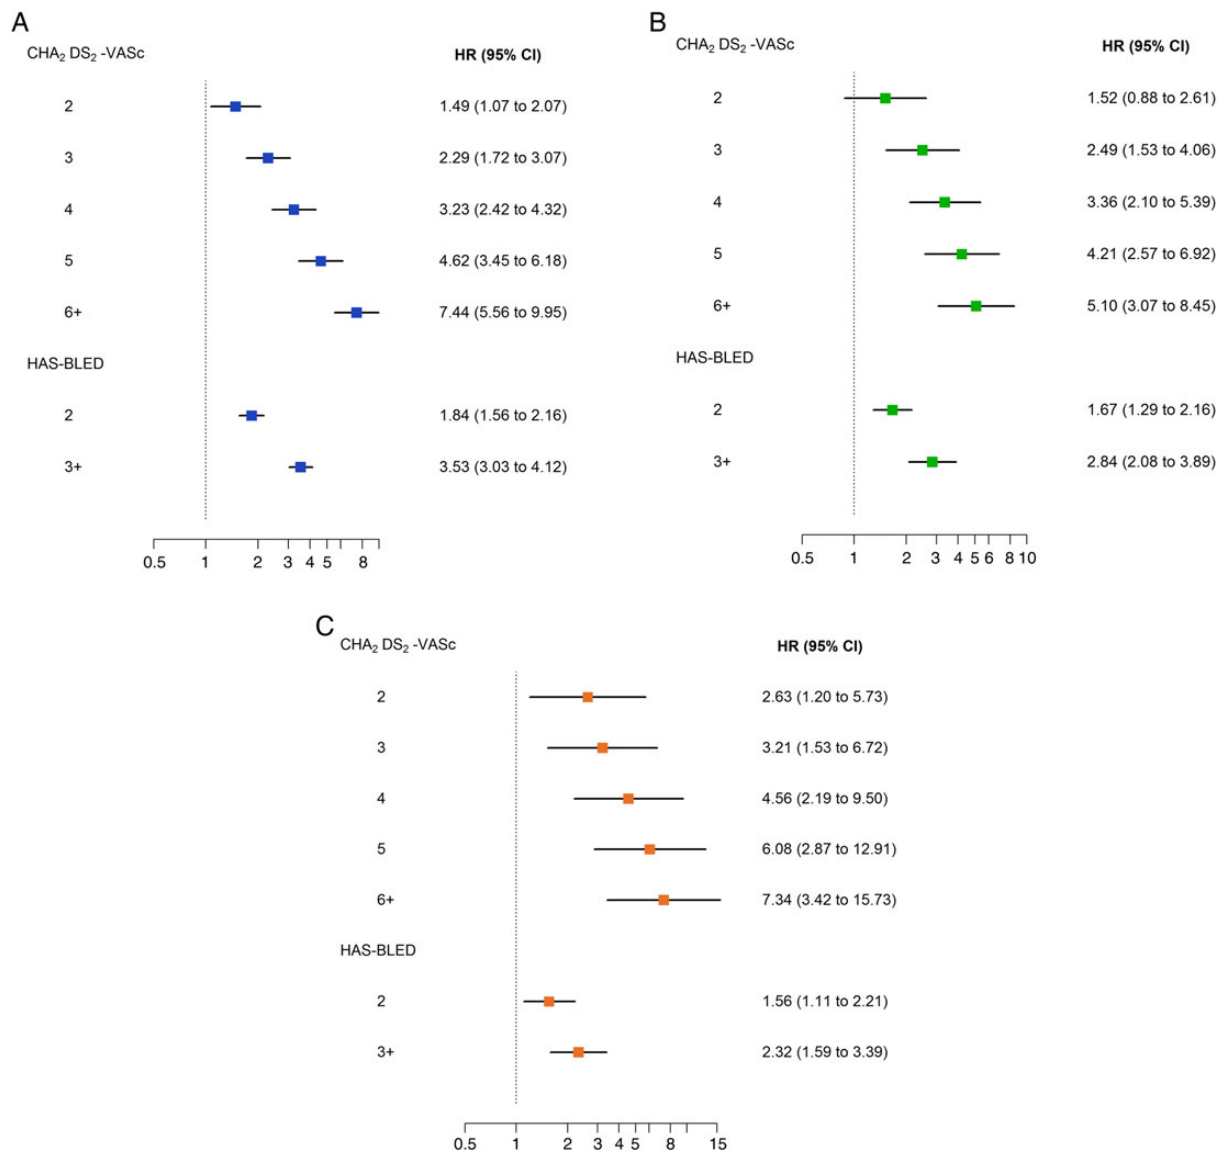 A
CHA₂ DS₂ -VASc HR (95% CI)
2 1.49 (1.07 to 2.07)
3 2.29 (1.72 to 3.07)
4 3.23 (2.42 to 4.32)
5 4.62 (3.45 to 6.18)
6+ 7.44 (5.56 to 9.95)
HAS-BLED
2 1.84 (1.56 to 2.16)
3+ 3.53 (3.03 to 4.12)
0.5 1 2 3 4 5 8
B
CHA₂ DS₂ -VASc HR (95% CI)
2 1.52 (0.88 to 2.61)
3 2.49 (1.53 to 4.06)
4 3.36 (2.10 to 5.39)
5 4.21 (2.57 to 6.92)
6+ 5.10 (3.07 to 8.45)
HAS-BLED
2 1.67 (1.29 to 2.16)
3+ 2.84 (2.08 to 3.89)
0.5 1 2 3 4 5 6 8 10
C
CHA₂ DS₂ -VASc HR (95% CI)
2 2.63 (1.20 to 5.73)
3 3.21 (1.53 to 6.72)
4 4.56 (2.19 to 9.50)
5 6.08 (2.87 to 12.91)
6+ 7.34 (3.42 to 15.73)
HAS-BLED
2 1.56 (1.11 to 2.21)
3+ 2.32 (1.59 to 3.39)
0.5 1 2 3 4 5 8 15